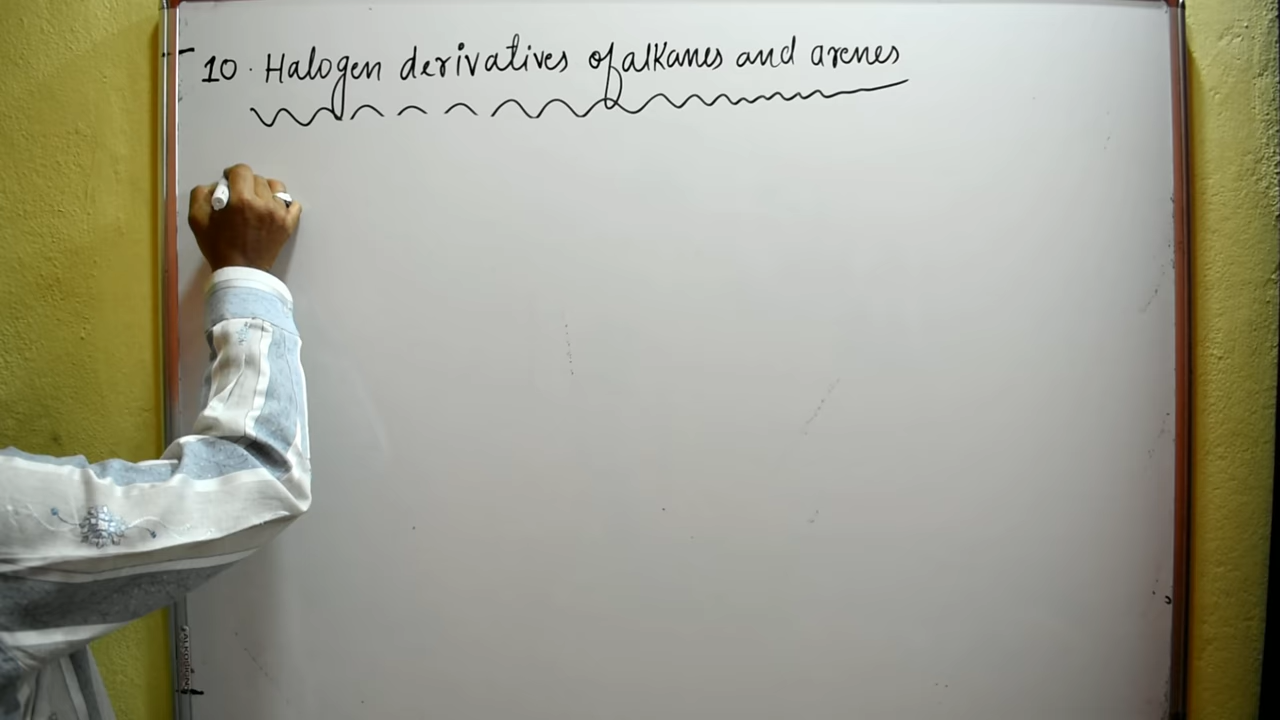 10. Halogen derivatives of alkanes and arenes